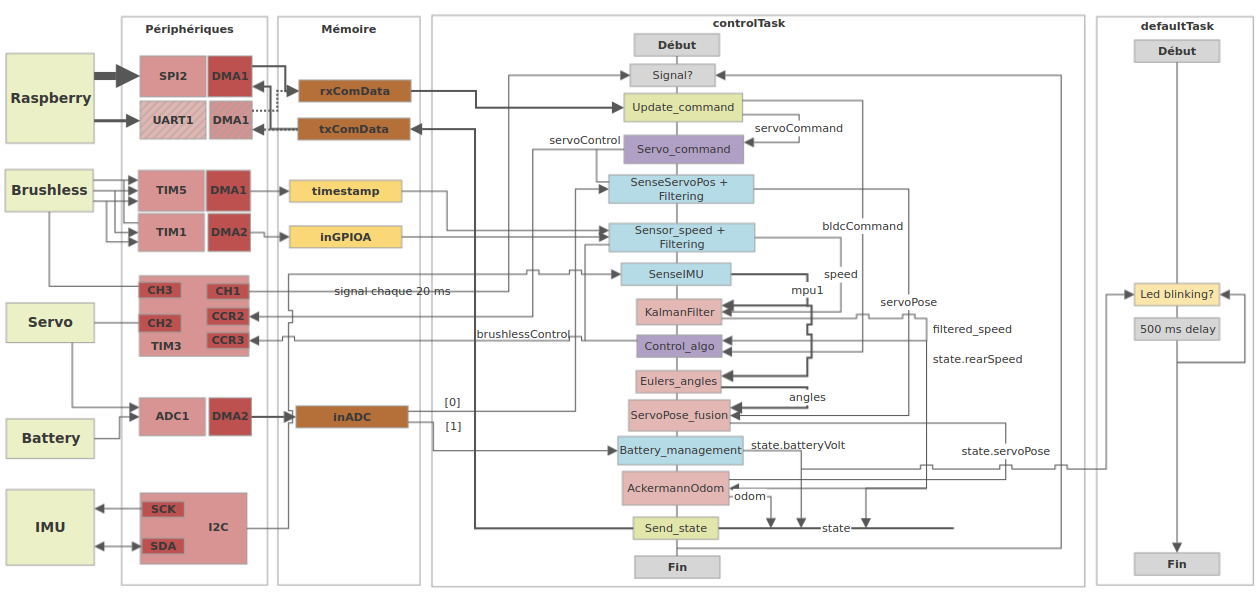 Périphériques
Mémoire
controlTask
defaultTask
Raspberry
SPI2
DMA1
UART1
DMA1
rxComData
txComData
Brushless
TIM5
DMA1
TIM1
DMA2
timestamp
inGPIOA
CH3
CH1
CH2
CCR2
CCR3
TIM3
Servo
signal chaque 20 ms
brushlessControl
ADC1
DMA2
inADC
[0]
[1]
Battery
IMU
SCK
SDA
I2C
Début
Signal?
Update_command
servoCommand
servoControl
Servo_command
SenseServoPos +
Filtering
bldcCommand
Sensor_speed +
Filtering
speed
SenseIMU
mpu1
servoPose
KalmanFilter
filtered_speed
Control_algo
state.rearSpeed
Eulers_angles
angles
ServoPose_fusion
Battery_management
state.batteryVolt
state.servoPose
AckermannOdom
odom
Send_state
state
Fin
Début
Led blinking?
500 ms delay
Fin